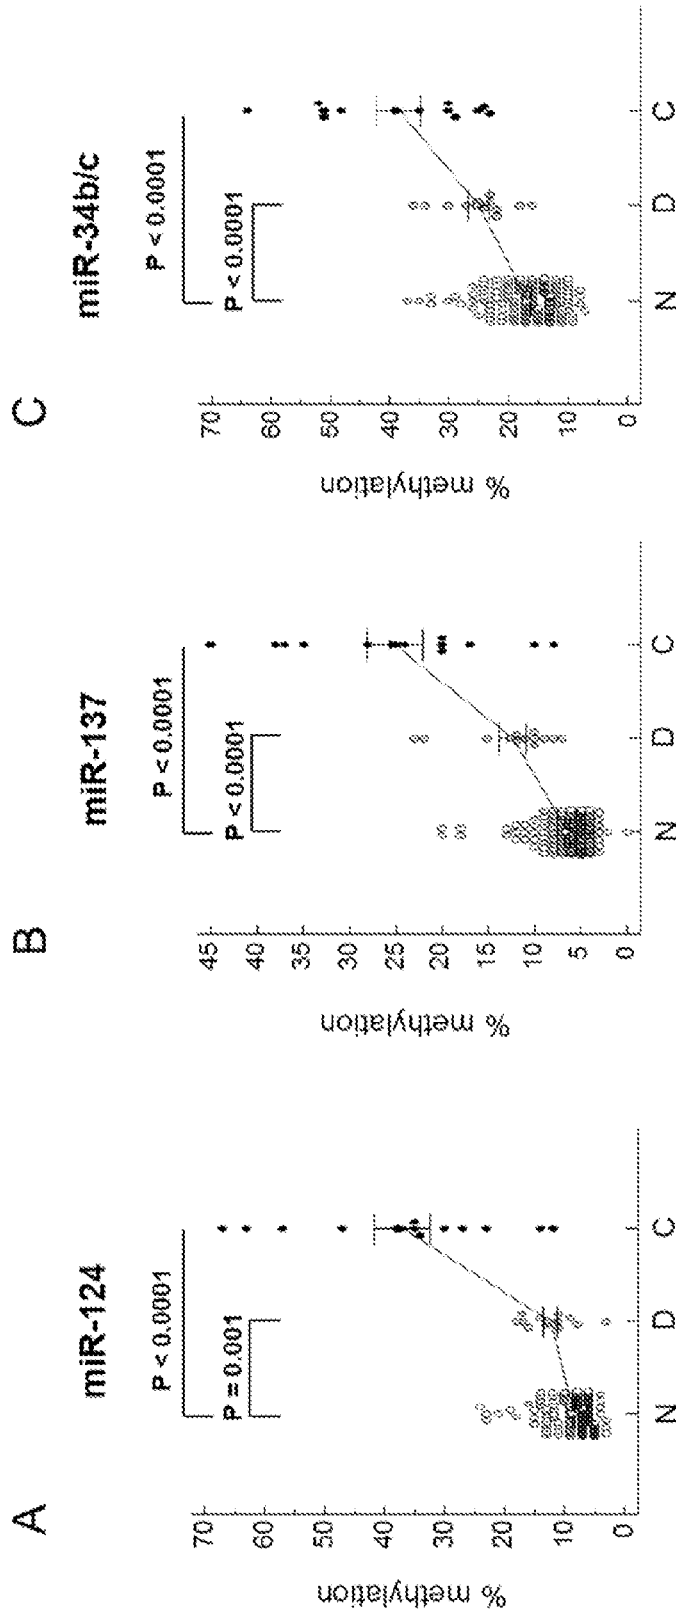 A
miR-124
P < 0.0001
P = 0.001
% methylation
70
60
50
40
30
20
10
0
N
D
C
B
miR-137
P < 0.0001
P < 0.0001
% methylation
45
40
35
30
25
20
15
10
5
0
N
D
C
C
miR-34b/c
P < 0.0001
P < 0.0001
% methylation
70
60
50
40
30
20
10
0
N
D
C